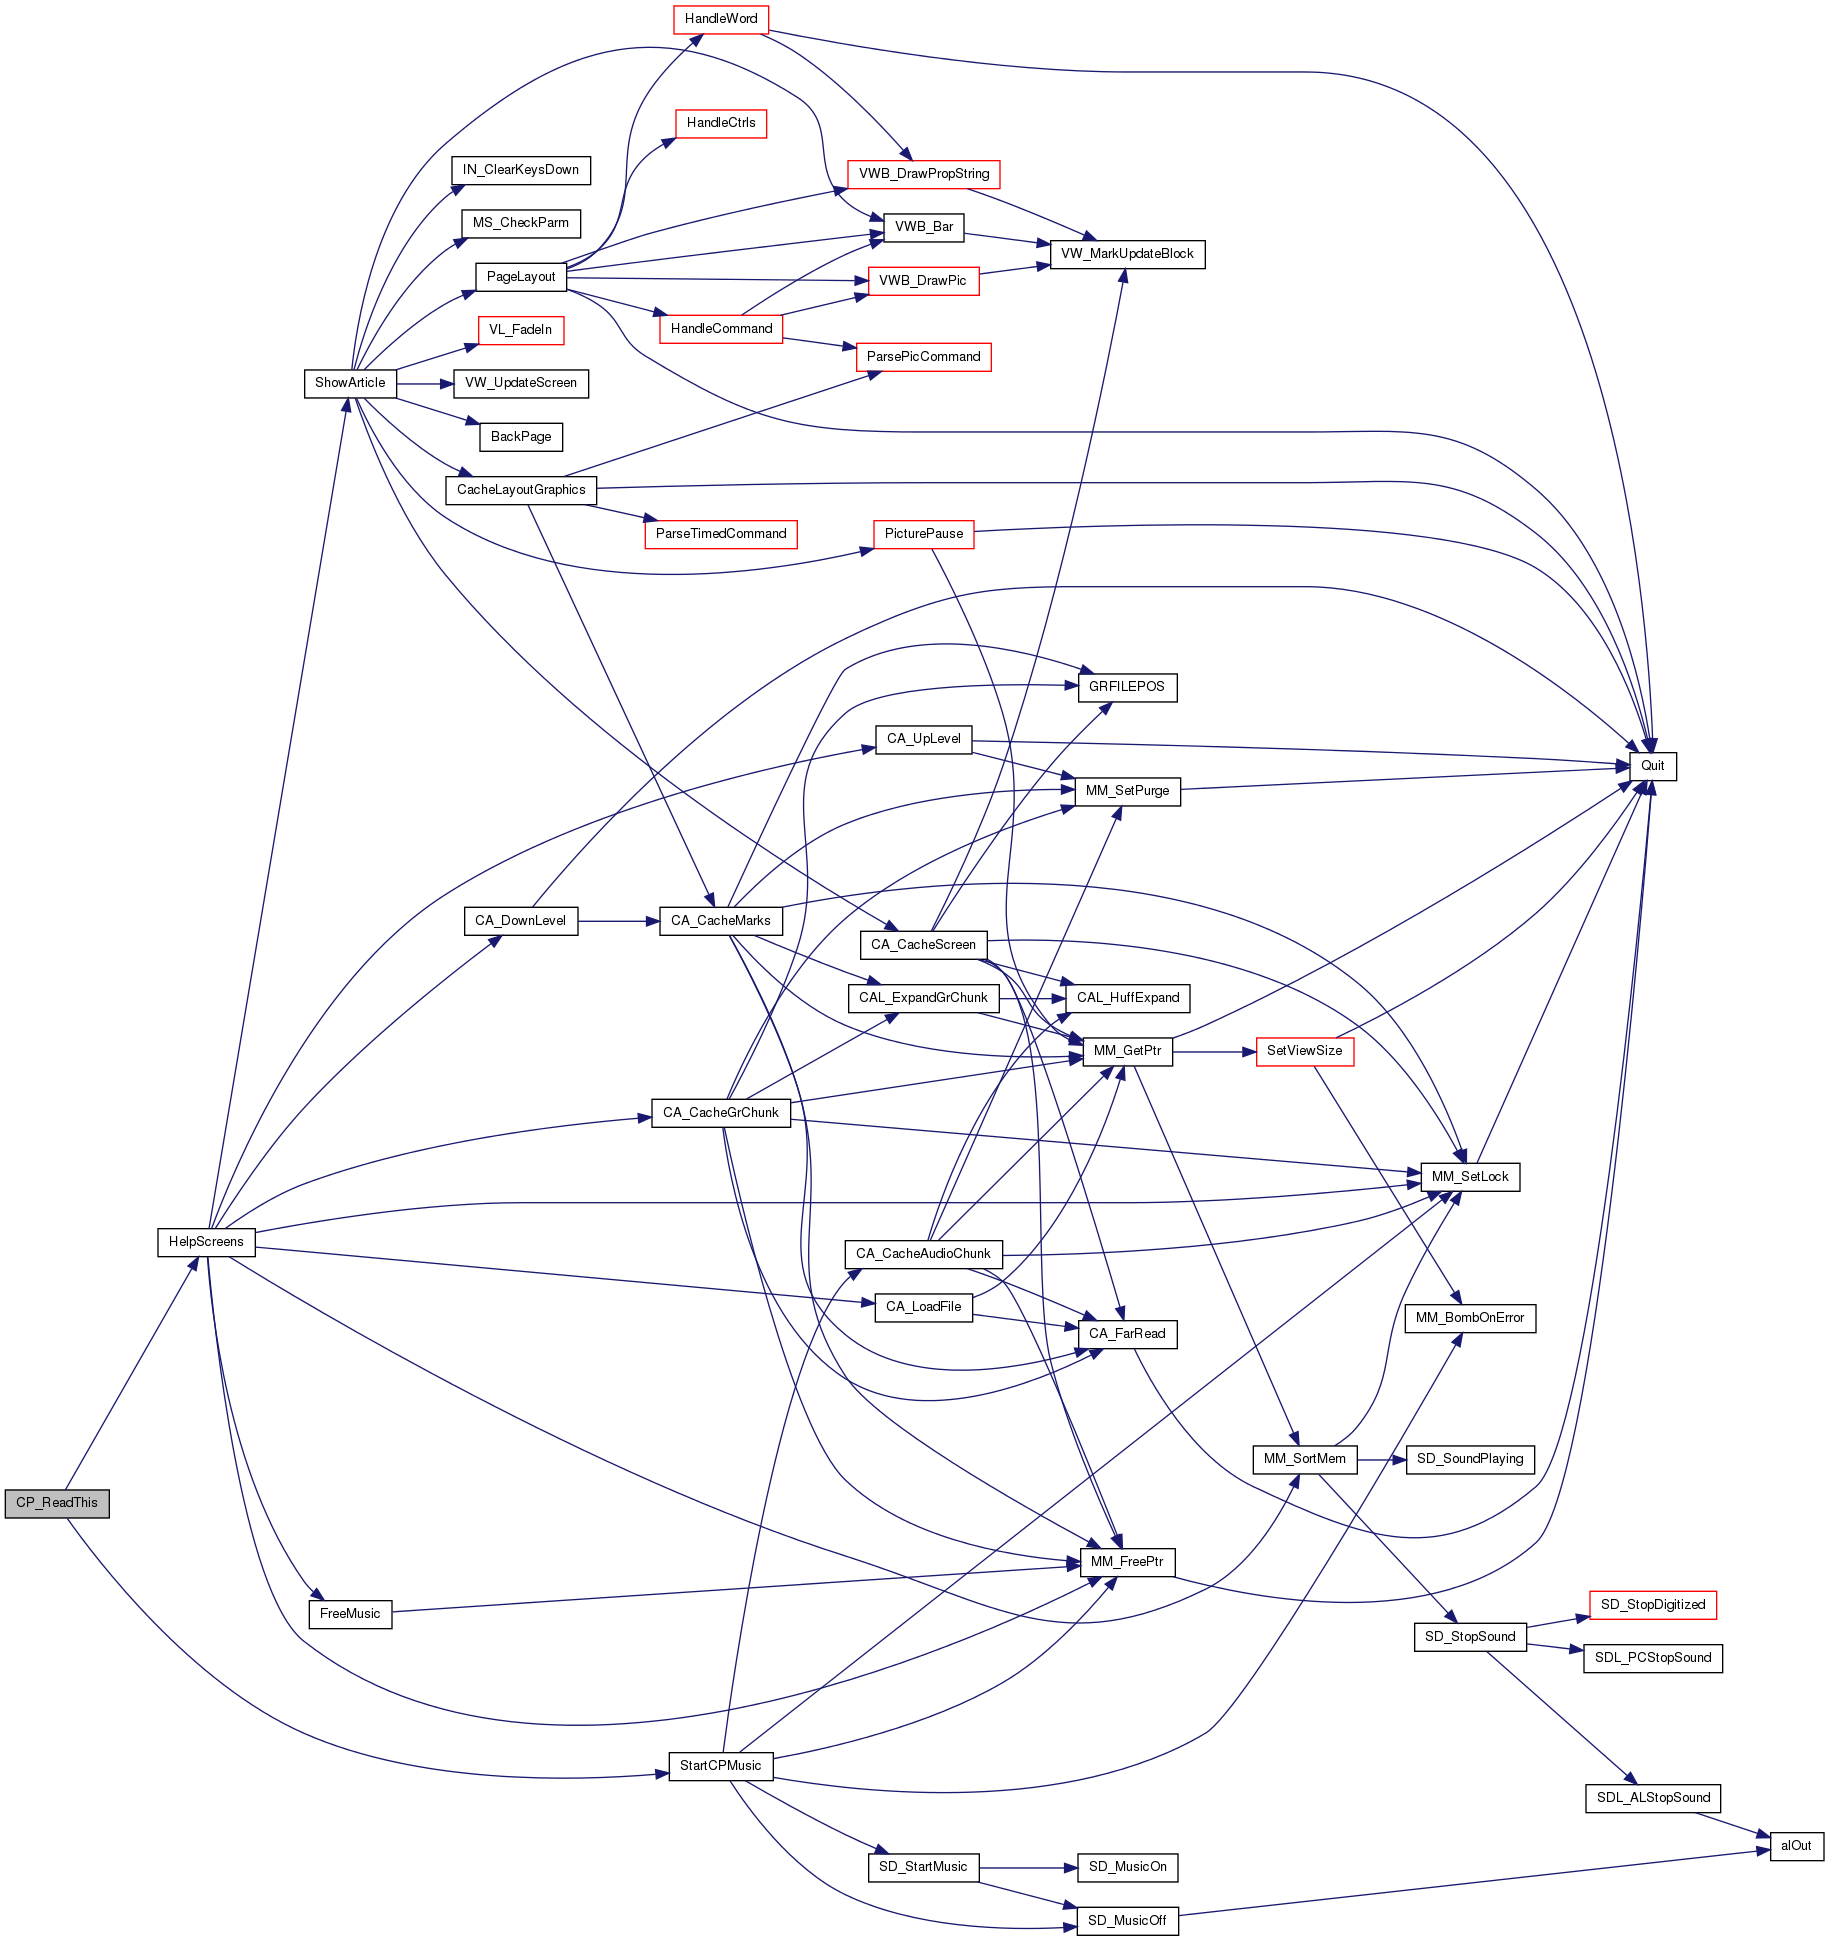 HandleWord
HandleCtrls
IN_ClearKeysDown
VWB_DrawPropString
MS_CheckParm
VWB_Bar
VW_MarkUpdateBlock
PageLayout
VWB_DrawPic
VL_FadeIn
HandleCommand
ParsePicCommand
ShowArticle
VW_UpdateScreen
BackPage
CacheLayoutGraphics
ParseTimedCommand
PicturePause
GRFILEPOS
CA_UpLevel
Quit
MM_SetPurge
CA_DownLevel
CA_CacheMarks
CA_CacheScreen
CAL_ExpandGrChunk
CAL_HuffExpand
MM_GetPtr
SetViewSize
CA_CacheGrChunk
MM_SetLock
HelpScreens
CA_CacheAudioChunk
CA_LoadFile
MM_BombOnError
CA_FarRead
MM_SortMem
SD_SoundPlaying
CP_ReadThis
MM_FreePtr
FreeMusic
SD_StopDigitized
SD_StopSound
SDL_PCStopSound
StartCPMusic
SDL_ALStopSound
alOut
SD_StartMusic
SD_MusicOn
SD_MusicOff